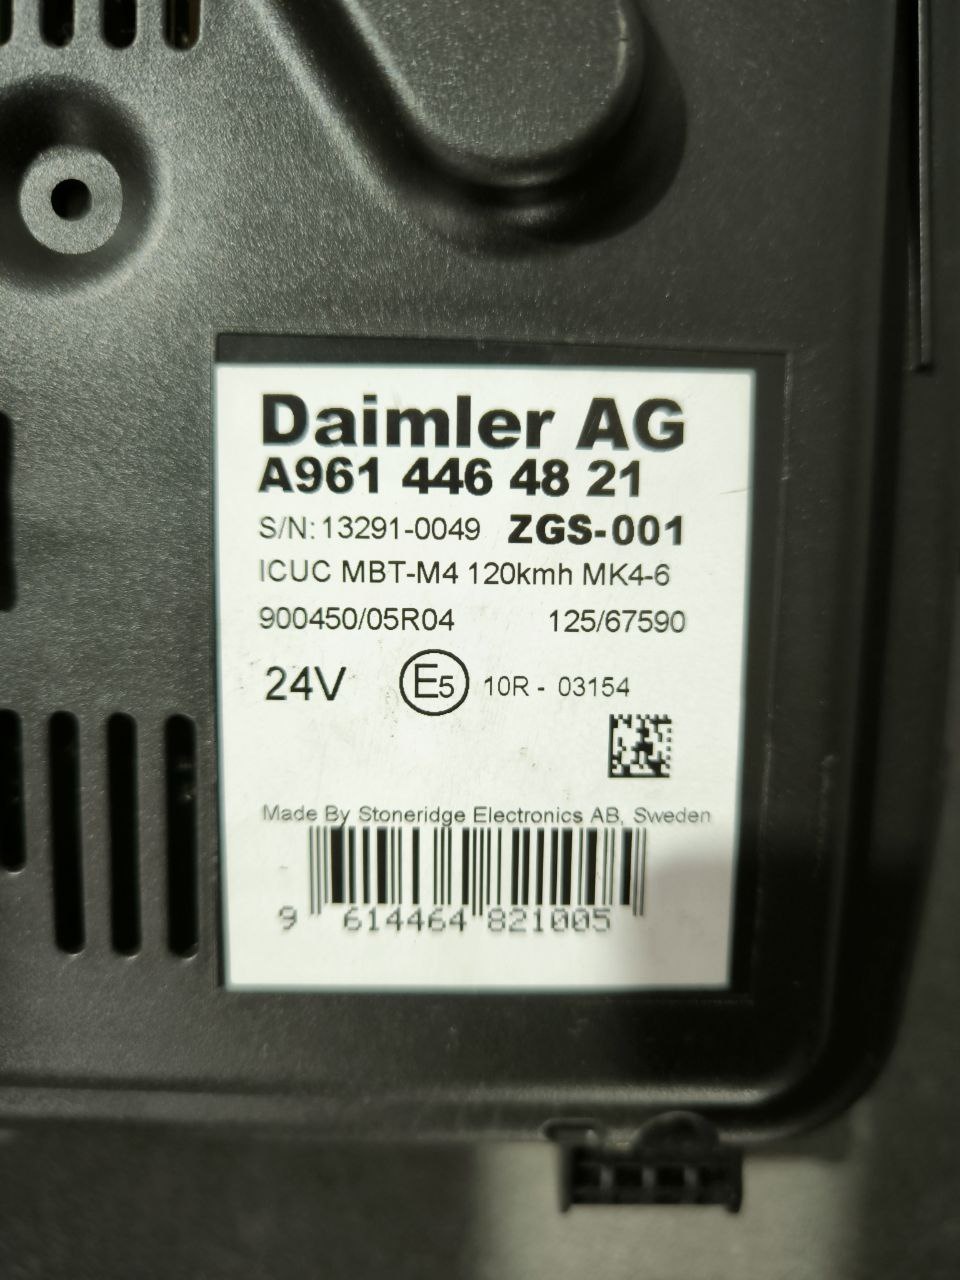 Daimler AG
A961 446 48 21
S/N: 13291-0049 ZGS-001
ICUC MBT-M4 120kmh MK4-6
900450/05R04 125/67590
24V E5 10R - 03154
Made By Stoneridge Electronics AB, Sweden
9 614464 821005